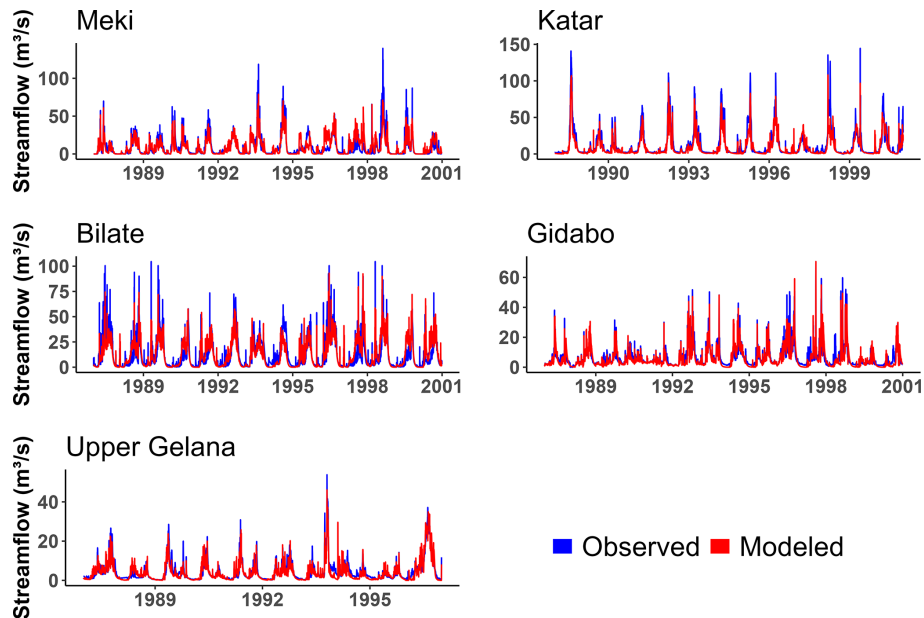 Meki
Katar
Streamflow (m³/s)
100
50
0
1989 1992 1995 1998 2001
150
100
50
0
1990 1993 1996 1999
Bilate
Gidabo
Streamflow (m³/s)
100
75
50
25
0
1989 1992 1995 1998 2001
60
40
20
0
1989 1992 1995 1998 2001
Upper Gelana
Streamflow (m³/s)
40
20
0
1989 1992 1995
Observed Modeled